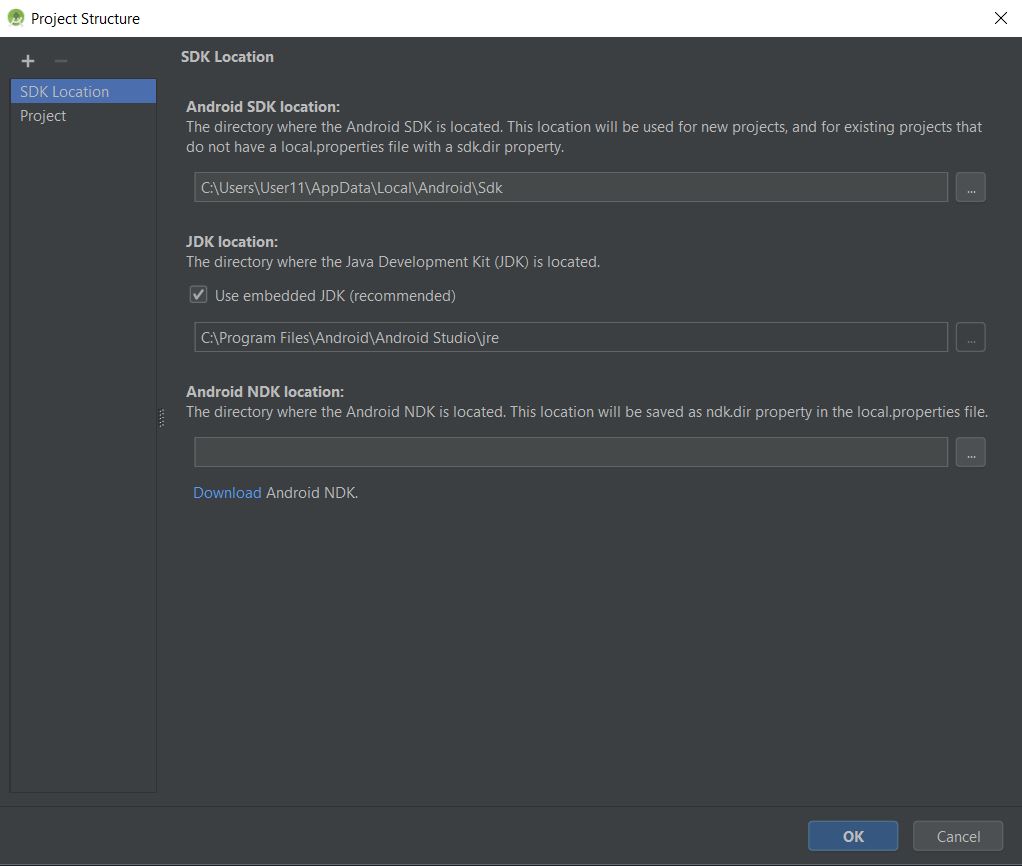 Project Structure
SDK Location
Project
SDK Location
Android SDK location:
The directory where the Android SDK is located. This location will be used for new projects, and for existing projects that
do not have a local.properties file with a sdk.dir property.
C:\Users\User11\AppData\Local\Android\Sdk
...
JDK location:
The directory where the Java Development Kit (JDK) is located.
Use embedded JDK (recommended)
C:\Program Files\Android\Android Studio\jre
...
Android NDK location:
The directory where the Android NDK is located. This location will be saved as ndk.dir property in the local.properties file.
...
Download Android NDK.
OK
Cancel